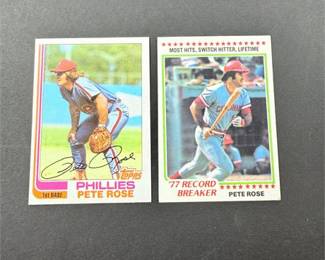 Pete Rose
Topps
PHILLIES
1st BASE PETE ROSE
MOST HITS, SWITCH HITTER, LIFETIME
'77 RECORD
BREAKER
PETE ROSE